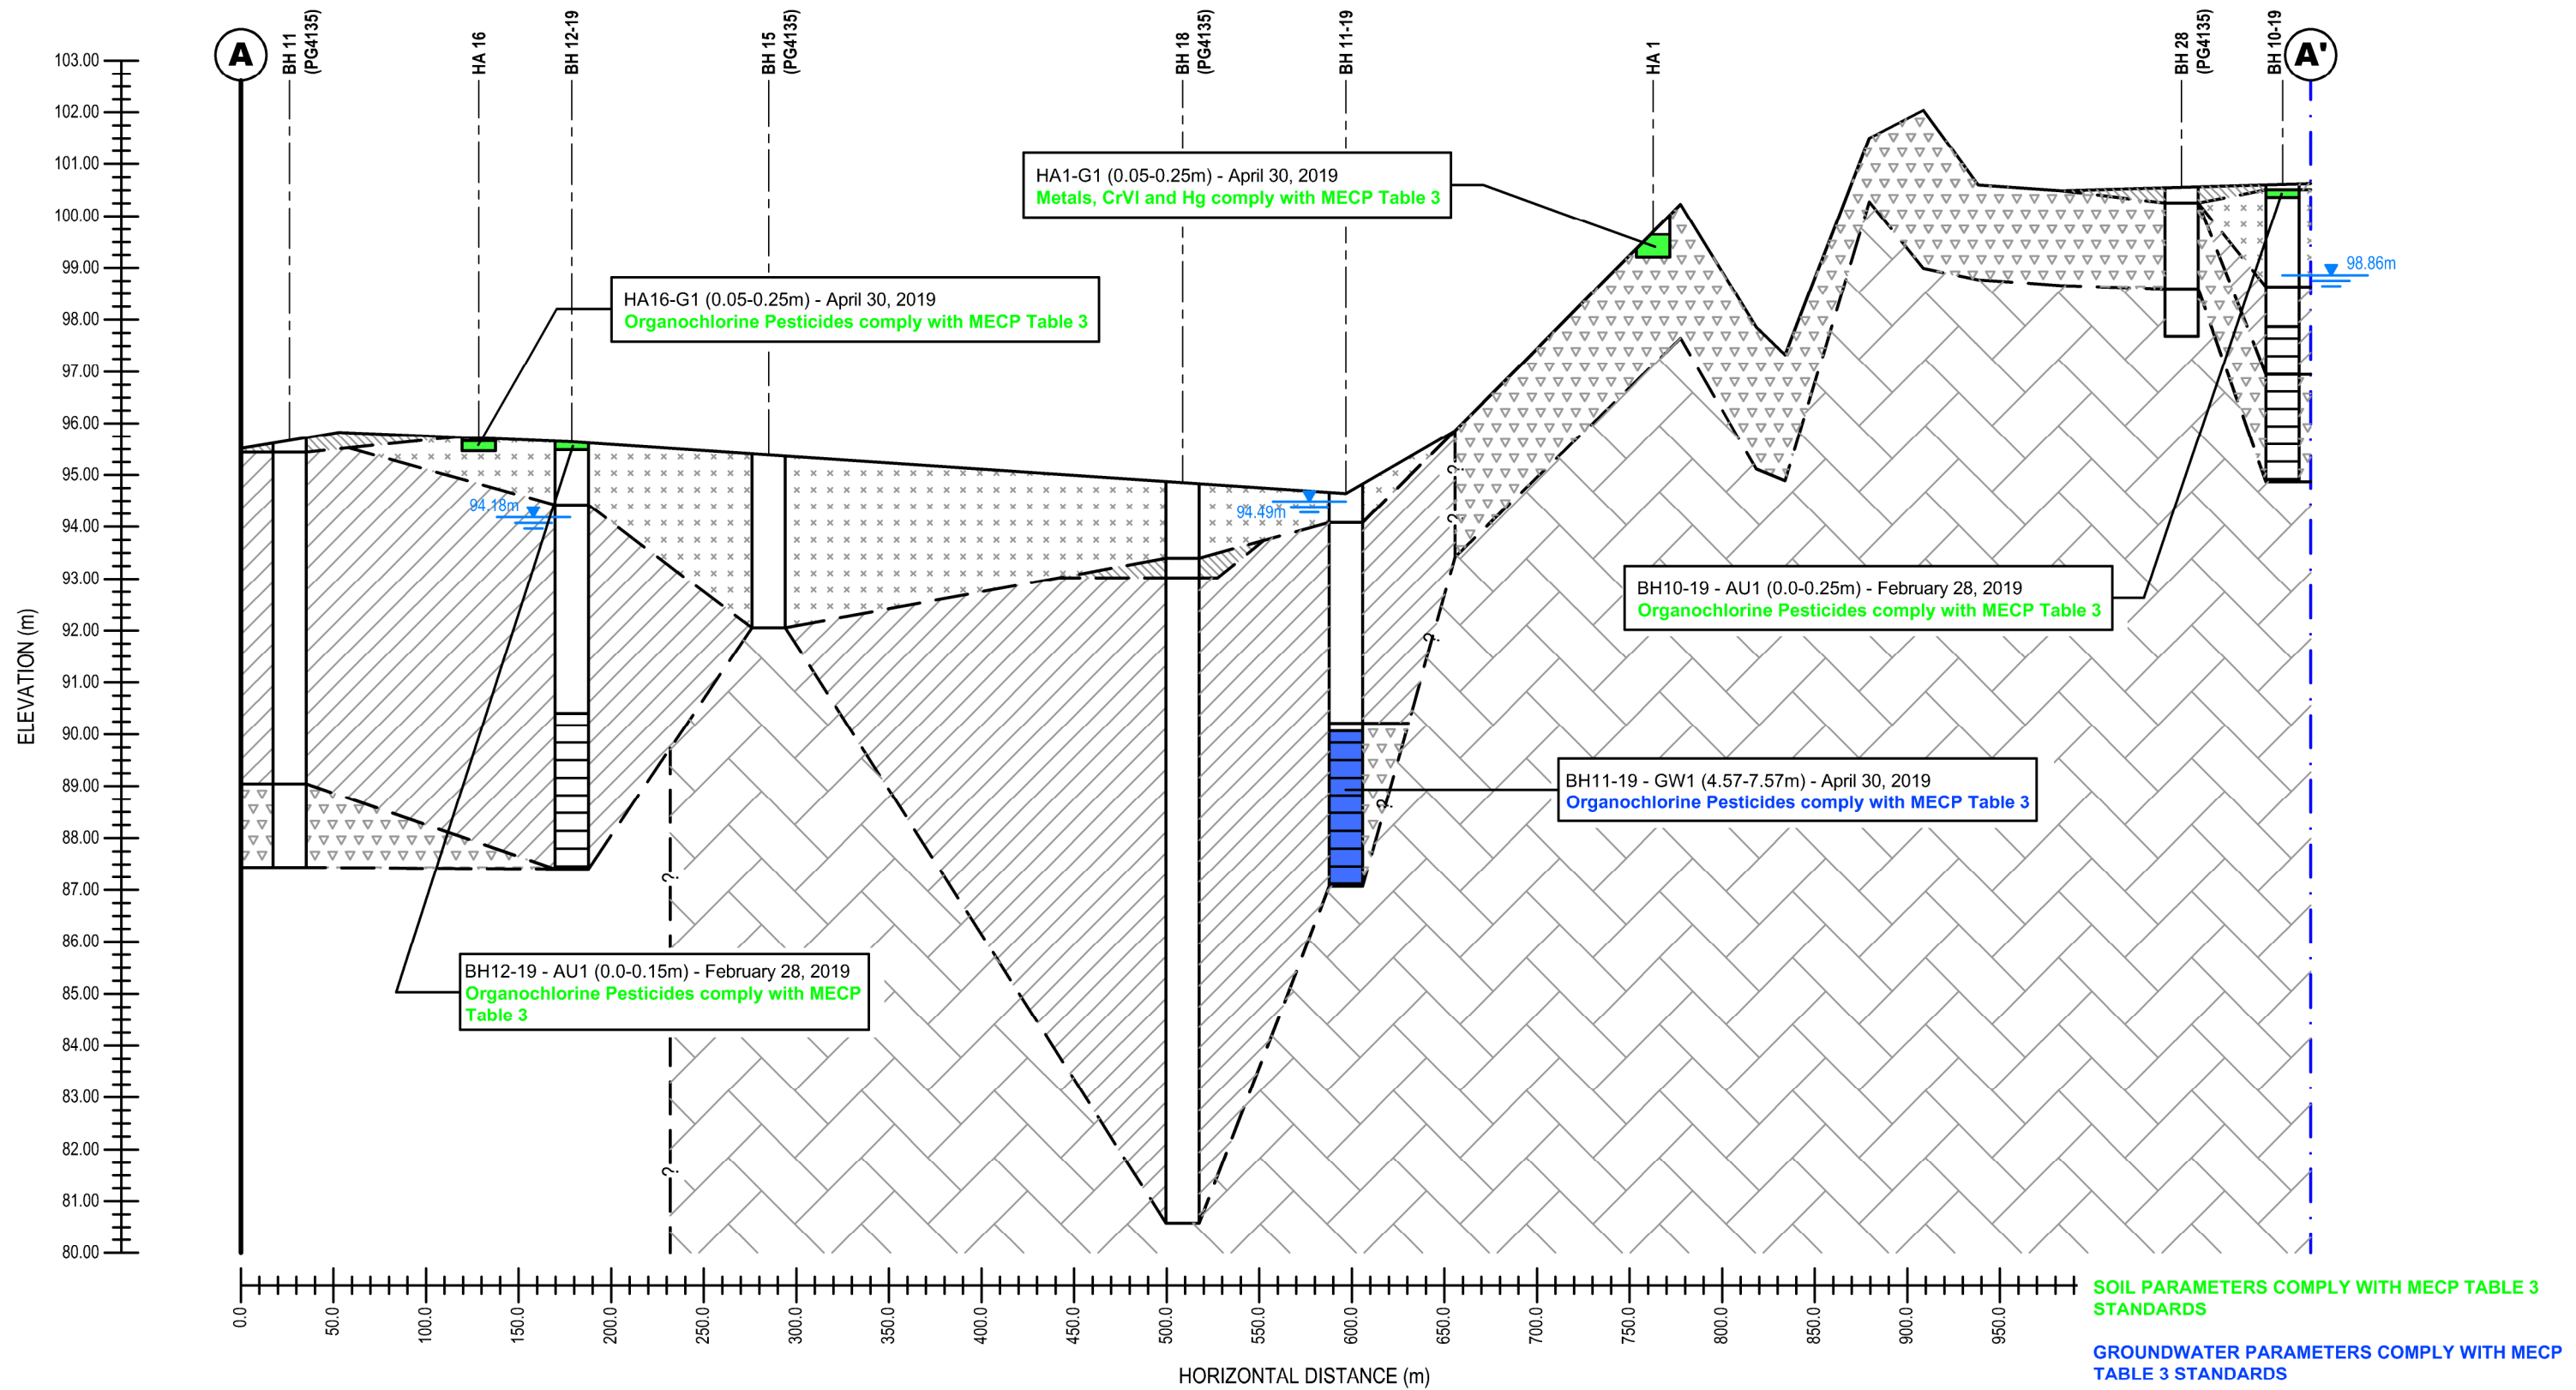 A
BH 11
(PG4135)
HA 16
BH 12-19
BH 15
(PG4135)
BH 18
(PG4135)
BH 11-19
HA 1
BH 28
(PG4135)
BH 10-19
A'
103.00
102.00
101.00
100.00
99.00
98.00
97.00
96.00
95.00
94.00
93.00
92.00
91.00
90.00
89.00
88.00
87.00
86.00
85.00
84.00
83.00
82.00
81.00
80.00
ELEVATION (m)
HA1-G1 (0.05-0.25m) - April 30, 2019
Metals, CrVI and Hg comply with MECP Table 3
98.86m
HA16-G1 (0.05-0.25m) - April 30, 2019
Organochlorine Pesticides comply with MECP Table 3
94.18m
94.49m
?
?
?
?
?
?
BH10-19 - AU1 (0.0-0.25m) - February 28, 2019
Organochlorine Pesticides comply with MECP Table 3
BH11-19 - GW1 (4.57-7.57m) - April 30, 2019
Organochlorine Pesticides comply with MECP Table 3
BH12-19 - AU1 (0.0-0.15m) - February 28, 2019
Organochlorine Pesticides comply with MECP
Table 3
0.0
50.0
100.0
150.0
200.0
250.0
300.0
350.0
400.0
450.0
500.0
550.0
600.0
650.0
700.0
750.0
800.0
850.0
900.0
950.0
HORIZONTAL DISTANCE (m)
SOIL PARAMETERS COMPLY WITH MECP TABLE 3
STANDARDS
GROUNDWATER PARAMETERS COMPLY WITH MECP
TABLE 3 STANDARDS